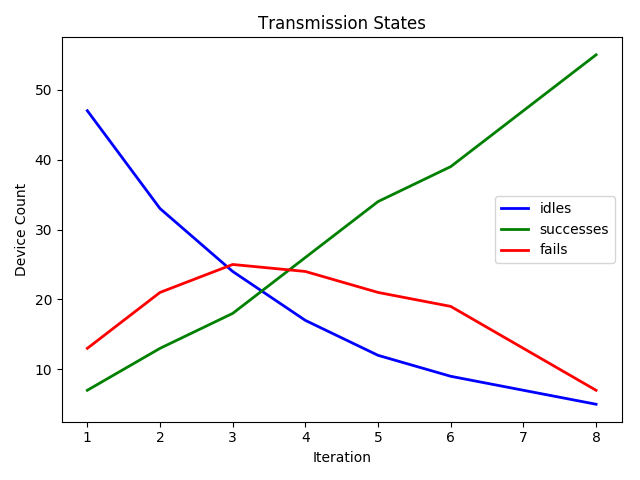 Transmission States
Device Count
50
40
30
20
10
idles
successes
fails
1 2 3 4 5 6 7 8
Iteration